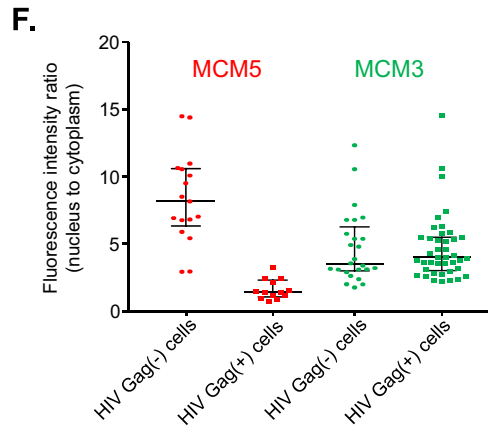 F.
Fluorescence intensity ratio
(nucleus to cytoplasm)
20
15
10
5
0
MCM5
MCM3
HIV Gag(-) cells
HIV Gag(+) cells
HIV Gag(-) cells
HIV Gag(+) cells